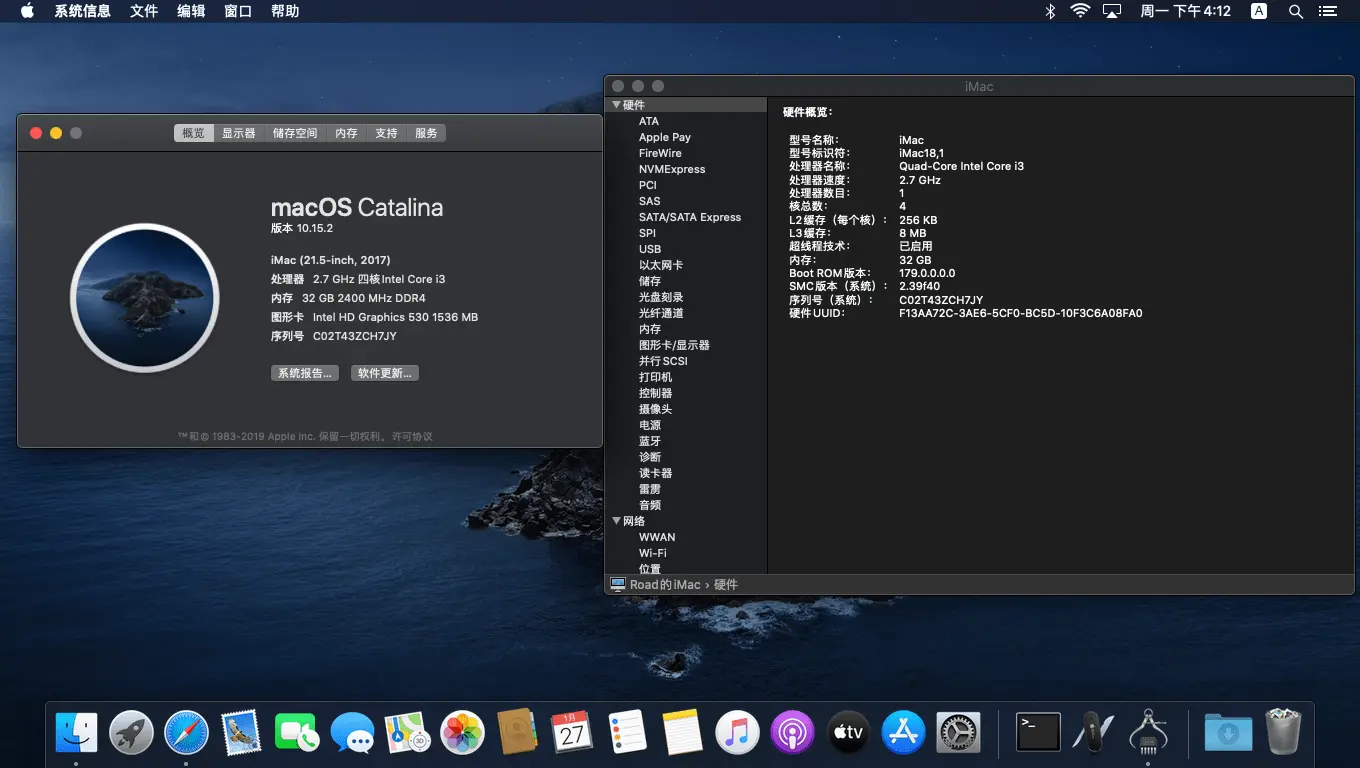 系统信息 文件 编辑 窗口 帮助 周一 下午4:12 A
概览 显示器 储存空间 内存 支持 服务
macOS Catalina
版本 10.15.2
iMac (21.5-inch, 2017)
处理器 2.7 GHz 四核Intel Core i3
内存 32 GB 2400 MHz DDR4
图形卡 Intel HD Graphics 530 1536 MB
序列号 C02T43ZCH7JY
系统报告... 软件更新...
™和© 1983-2019 Apple Inc. 保留一切权利。许可协议
iMac
硬件
ATA
Apple Pay
FireWire
NVMExpress
PCI
SAS
SATA/SATA Express
SPI
USB
以太网卡
储存
光盘刻录
光纤通道
内存
图形卡/显示器
并行SCSI
打印机
控制器
摄像头
电源
蓝牙
诊断
读卡器
雷雳
音频
网络
WWAN
Wi-Fi
位置
硬件概览:
型号名称: iMac
型号标识符: iMac18,1
处理器名称: Quad-Core Intel Core i3
处理器速度: 2.7 GHz
处理器数目: 1
核总数: 4
L2缓存(每个核): 256 KB
L3缓存: 8 MB
超线程技术: 已启用
内存: 32 GB
Boot ROM版本: 179.0.0.0.0
SMC版本(系统): 2.39f40
序列号(系统): C02T43ZCH7JY
硬件UUID: F13AA72C-3AE6-5CF0-BC5D-10F3C6A08FA0
Road的iMac › 硬件
3D
1月
27
tv
>_